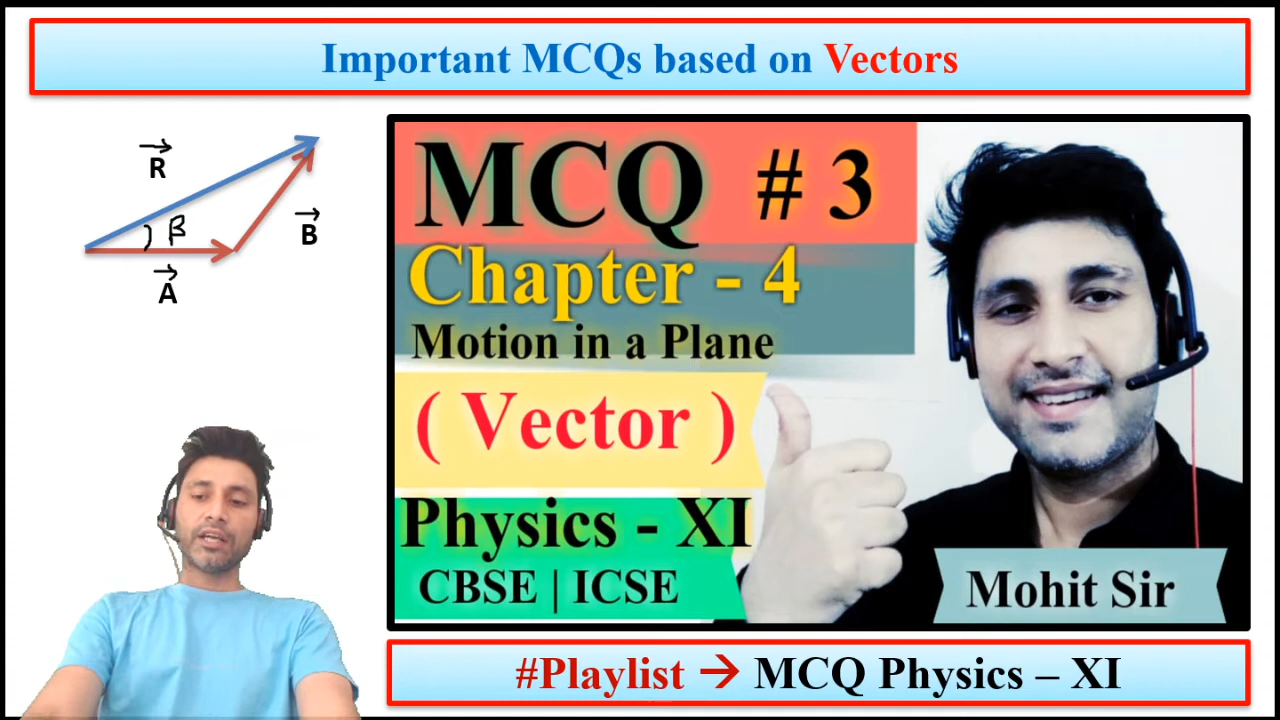 Important MCQs based on Vectors
R
β
B
A
MCQ # 3
Chapter - 4
Motion in a Plane
( Vector )
Physics - XI
CBSE | ICSE
Mohit Sir
#Playlist → MCQ Physics – XI